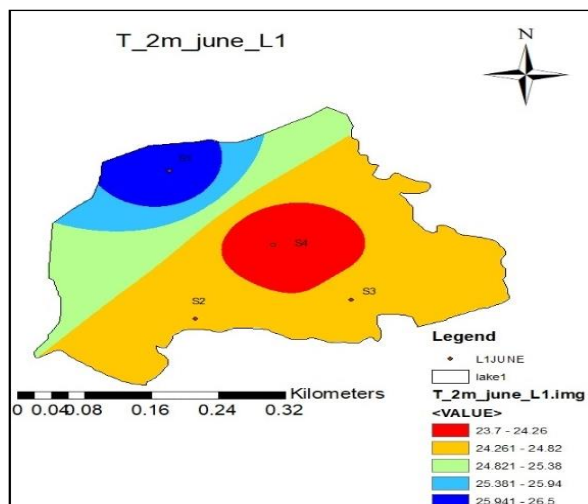 T_2m_june_L1
N
S1
S4
S2
S3
Legend
L1JUNE
lake1
T_2m_june_L1.img
<VALUE>
23.7 - 24.26
24.261 - 24.82
24.821 - 25.38
25.381 - 25.94
25.941 - 26.5
Kilometers
0 0.04 0.08 0.16 0.24 0.32